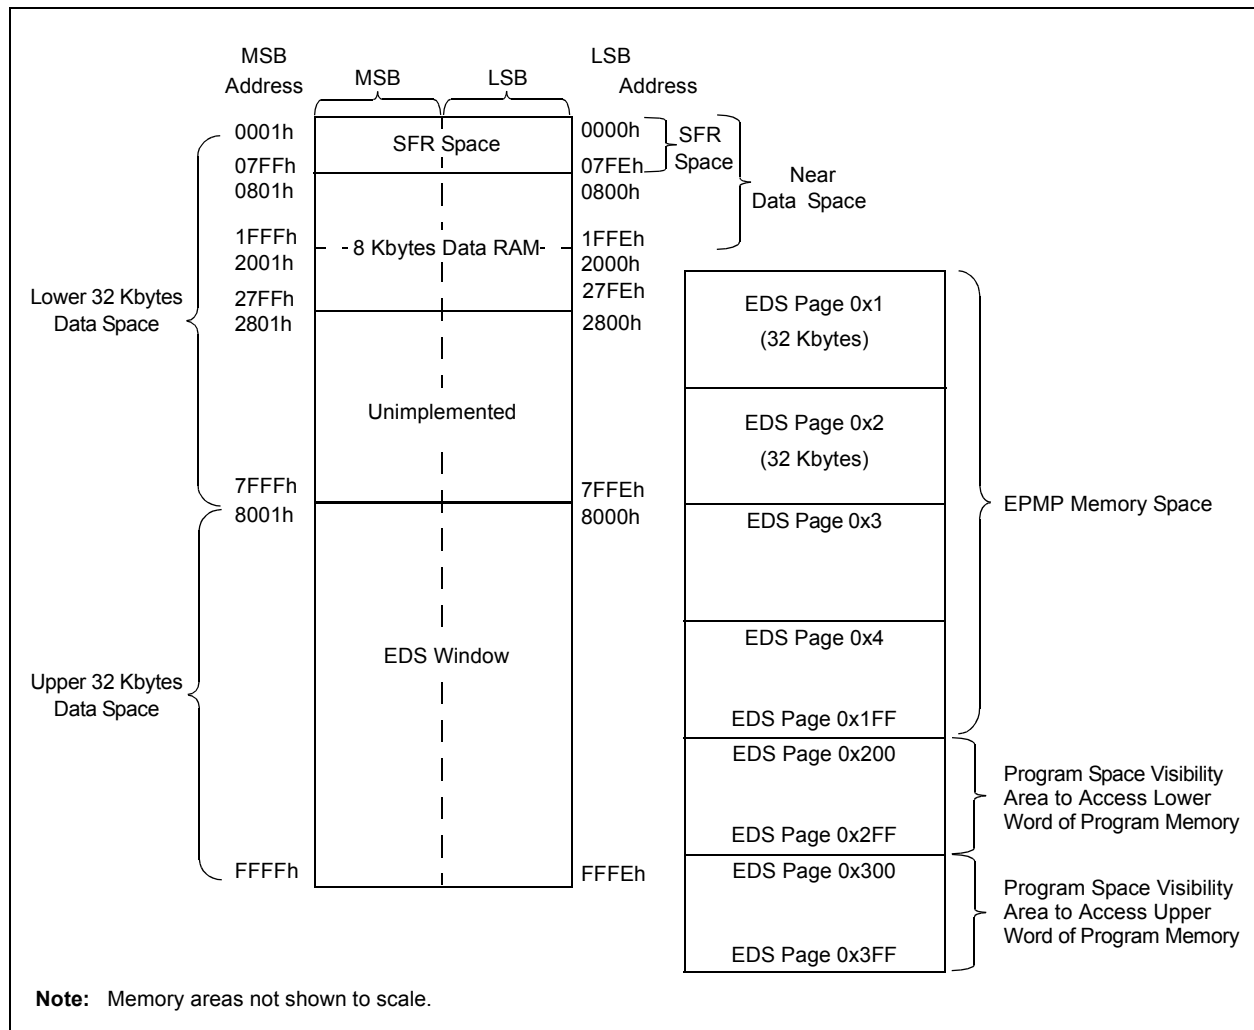 MSB
Address
MSB
LSB
LSB
Address
0001h
SFR Space
0000h
SFR
Space
07FFh
07FEh
0801h
0800h
Near
Data Space
1FFFh
8 Kbytes Data RAM
1FFEh
2001h
2000h
Lower 32 Kbytes
Data Space
27FFh
27FEh
2801h
2800h
Unimplemented
7FFFh
7FFEh
8001h
8000h
EDS Window
Upper 32 Kbytes
Data Space
FFFFh
FFFEh
EDS Page 0x1
(32 Kbytes)
EDS Page 0x2
(32 Kbytes)
EDS Page 0x3
EDS Page 0x4
EDS Page 0x1FF
EPMP Memory Space
EDS Page 0x200
EDS Page 0x2FF
Program Space Visibility
Area to Access Lower
Word of Program Memory
EDS Page 0x300
EDS Page 0x3FF
Program Space Visibility
Area to Access Upper
Word of Program Memory
Note: Memory areas not shown to scale.